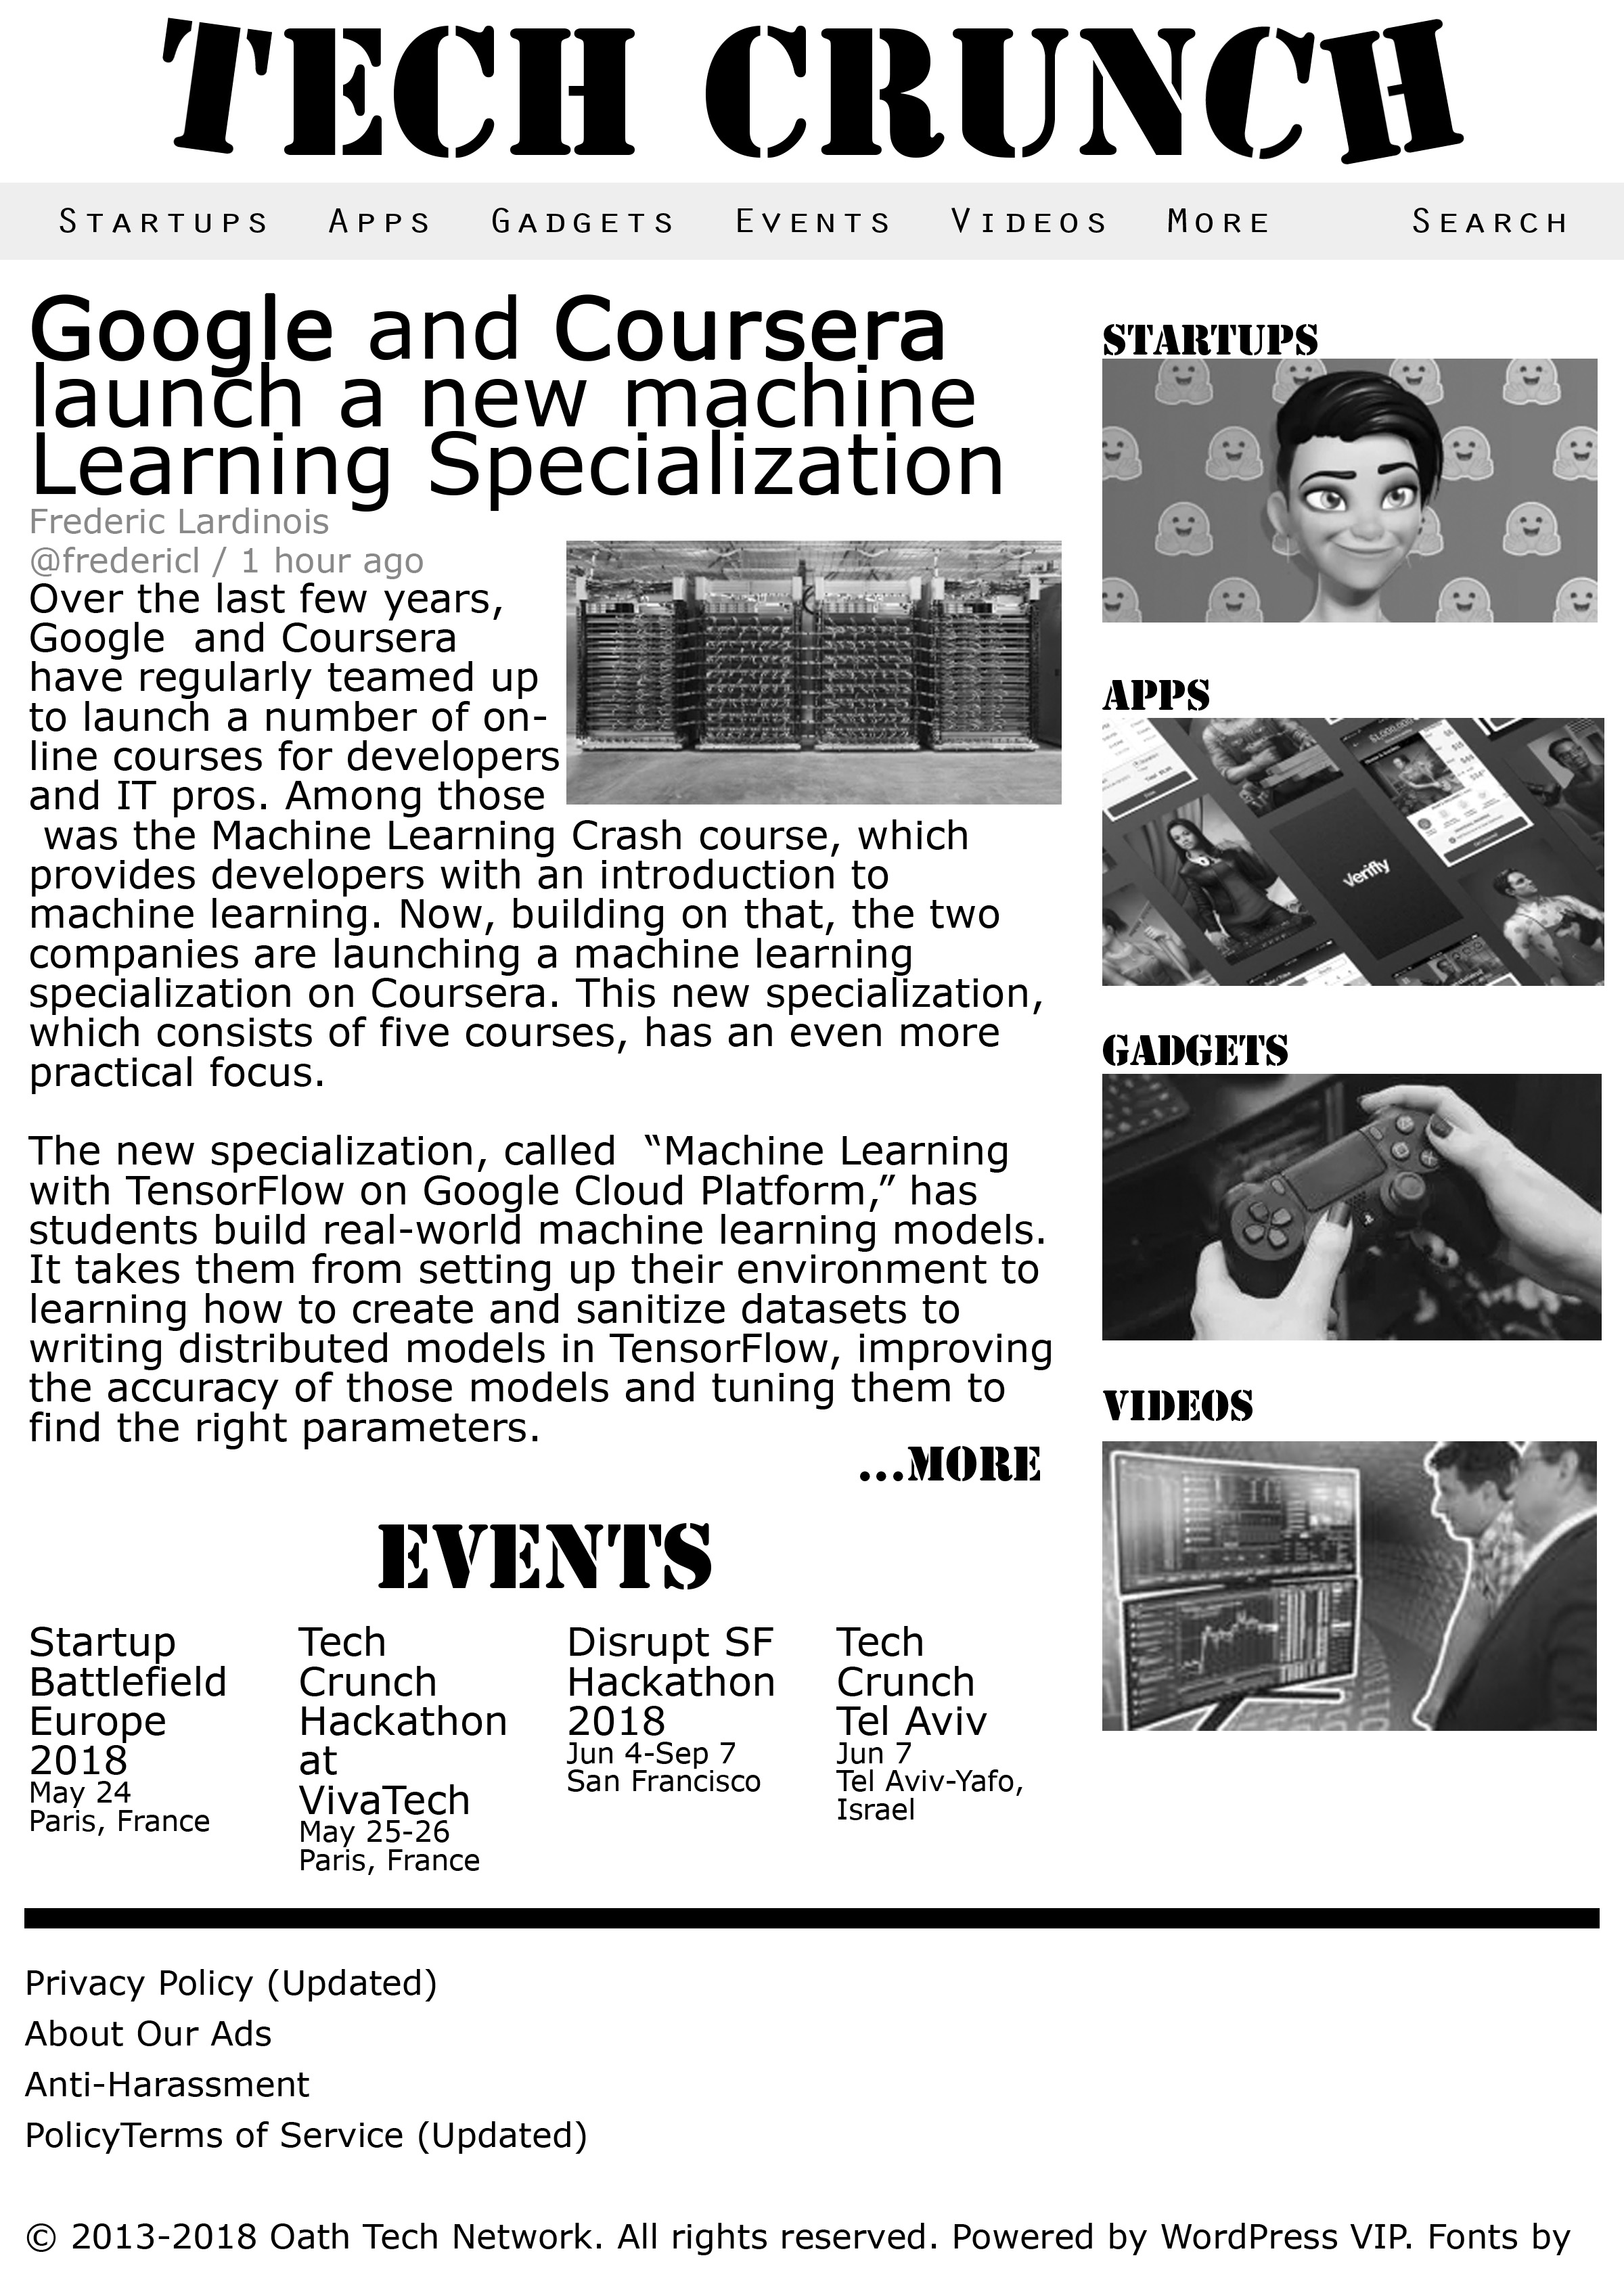 TECH CRUNCH
STARTUPS APPS GADGETS EVENTS VIDEOS MORE SEARCH
Google and Coursera
launch a new machine
Learning Specialization
Frederic Lardinois
@fredericl / 1 hour ago
Over the last few years,
Google and Coursera
have regularly teamed up
to launch a number of on-
line courses for developers
and IT pros. Among those
was the Machine Learning Crash course, which
provides developers with an introduction to
machine learning. Now, building on that, the two
companies are launching a machine learning
specialization on Coursera. This new specialization,
which consists of five courses, has an even more
practical focus.
The new specialization, called “Machine Learning
with TensorFlow on Google Cloud Platform,” has
students build real-world machine learning models.
It takes them from setting up their environment to
learning how to create and sanitize datasets to
writing distributed models in TensorFlow, improving
the accuracy of those models and tuning them to
find the right parameters.
...MORE
STARTUPS
APPS
Verifly
GADGETS
VIDEOS
EVENTS
Startup
Battlefield
Europe
2018
May 24
Paris, France
Tech
Crunch
Hackathon
at
VivaTech
May 25-26
Paris, France
Disrupt SF
Hackathon
2018
Jun 4-Sep 7
San Francisco
Tech
Crunch
Tel Aviv
Jun 7
Tel Aviv-Yafo,
Israel
Privacy Policy (Updated)
About Our Ads
Anti-Harassment
PolicyTerms of Service (Updated)
© 2013-2018 Oath Tech Network. All rights reserved. Powered by WordPress VIP. Fonts by